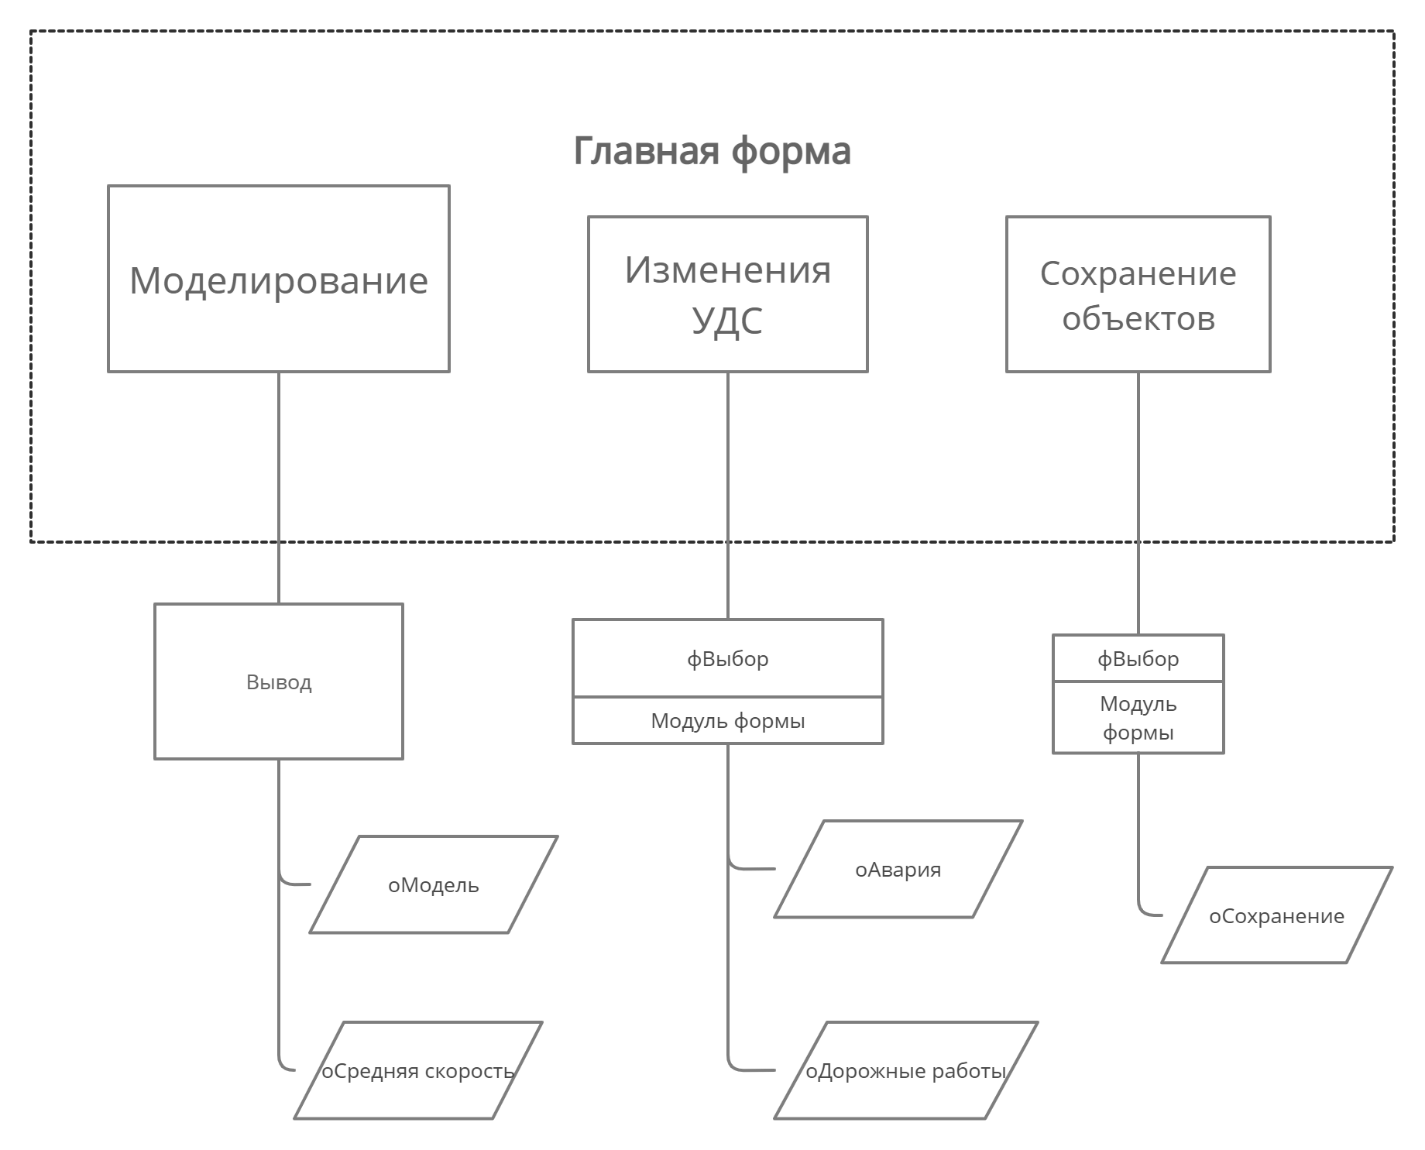 Главная форма
Моделирование
Изменения
УДС
Сохранение
объектов
Вывод
фВыбор
Модуль формы
фВыбор
Модуль
формы
оМодель
оАвария
оСохранение
оСредняя скорость
оДорожные работы